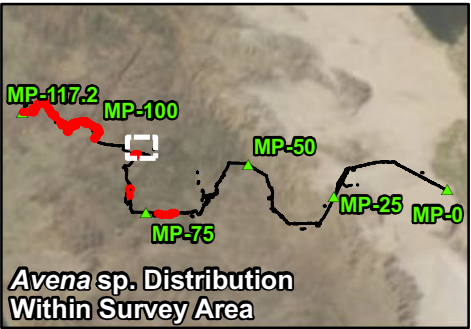 MP-117.2
MP-100
MP-50
MP-25
MP-0
MP-75
Avena sp. Distribution
Within Survey Area